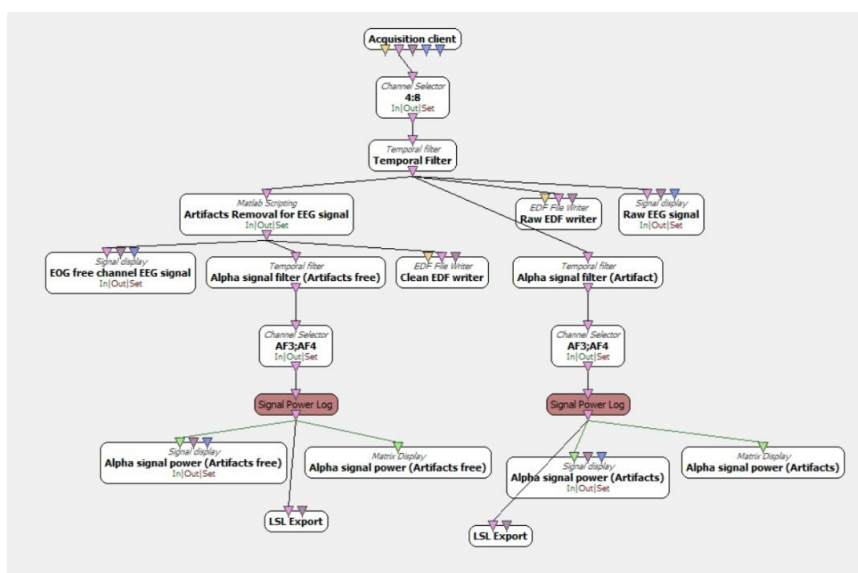 Acquisition client
Channel Selector
4:8
In|Out|Set
Temporal filter
Temporal Filter
Matlab Scripting
Artifacts Removal for EEG signal
In|Out|Set
EDF File Writer
Raw EDF writer
Signal display
Raw EEG signal
In|Out|Set
Signal display
EOG free channel EEG signal
In|Out|Set
Temporal filter
Alpha signal filter (Artifacts free)
EDF File Writer
Clean EDF writer
Temporal filter
Alpha signal filter (Artifact)
Channel Selector
AF3;AF4
In|Out|Set
Channel Selector
AF3;AF4
In|Out|Set
Signal Power Log
Signal Power Log
Signal display
Alpha signal power (Artifacts free)
In|Out|Set
Matrix Display
Alpha signal power (Artifacts free)
Signal display
Alpha signal power (Artifacts)
In|Out|Set
Matrix Display
Alpha signal power (Artifacts)
LSL Export
LSL Export